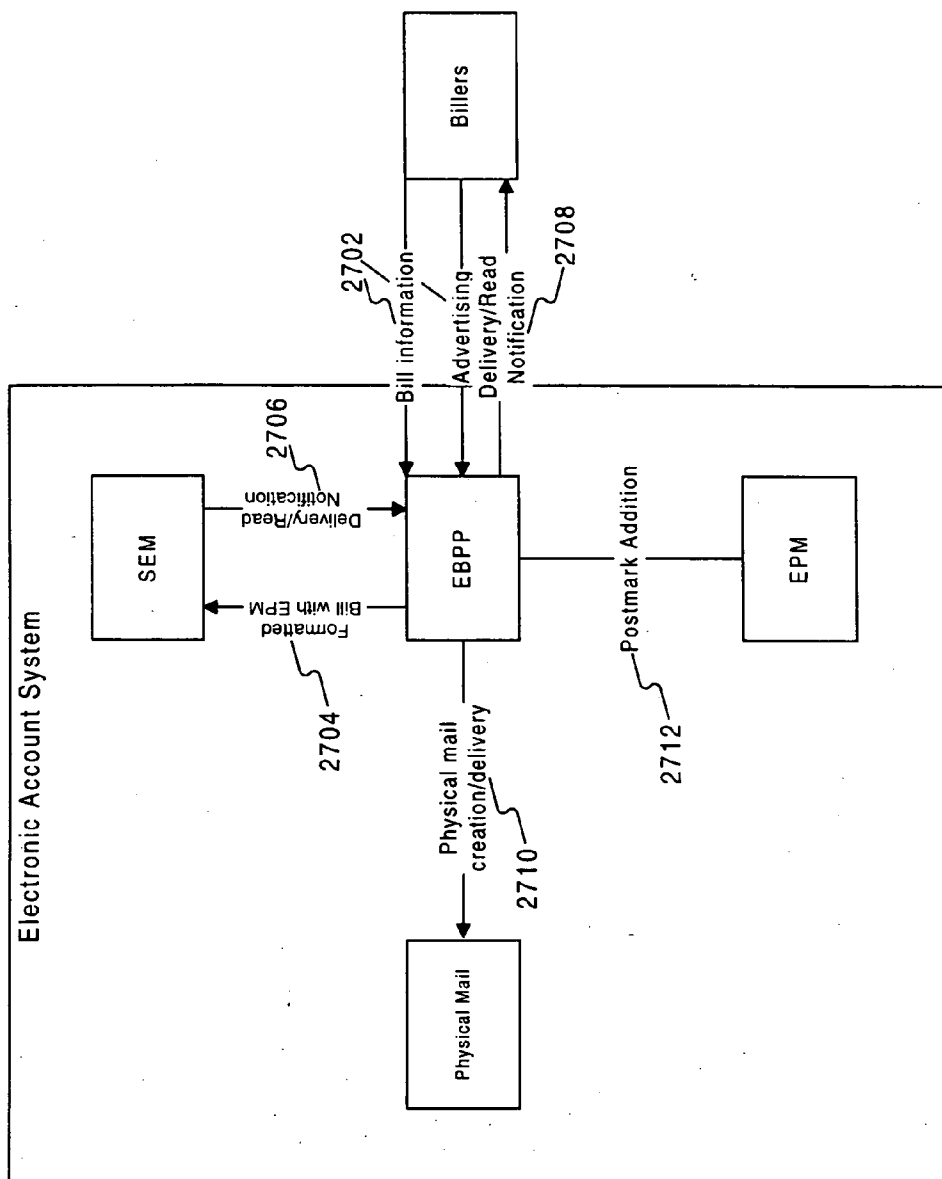 Electronic Account System
Physical Mail
Physical mail
creation/delivery
2710
2704
Formatted
Bill with EPM
SEM
Delivery/Read
Notification
2706
EBPP
Postmark Addition
2712
EPM
2702
Bill information
Advertising
Delivery/Read
Notification
2708
Billers